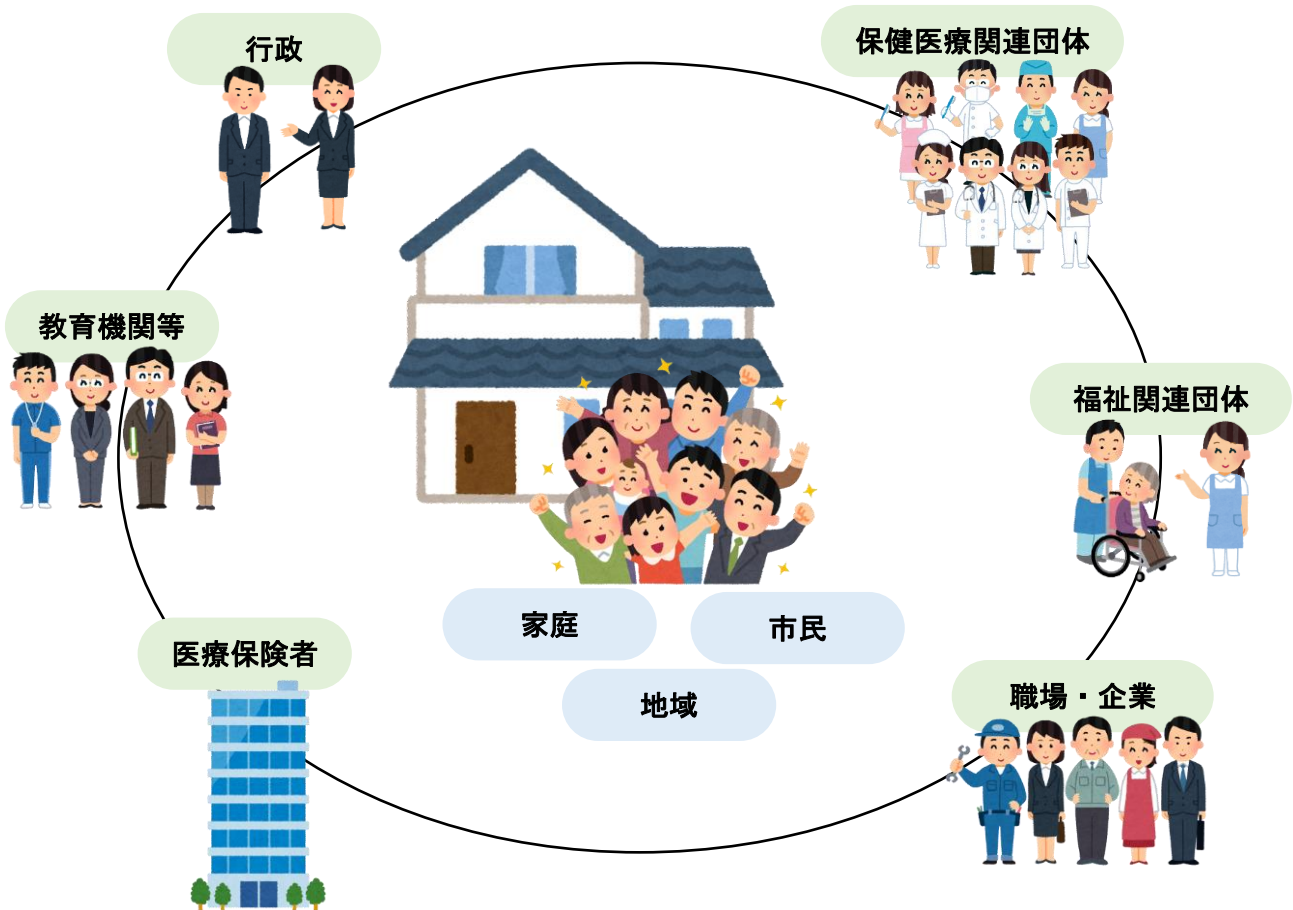 行政
保健医療関連団体
教育機関等
福祉関連団体
家庭
市民
医療保険者
職場・企業
地域